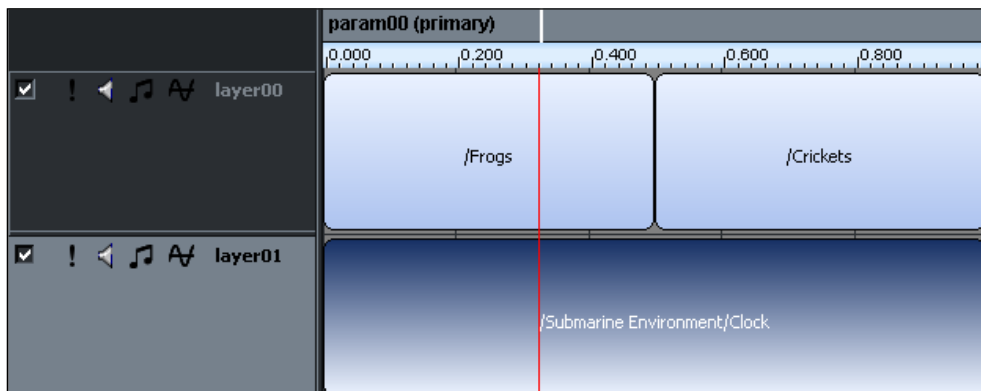 param00 (primary)
0.000 0.200 0.400 0.600 0.800
! layer00
/Frogs /Crickets
! layer01
/Submarine Environment/Clock